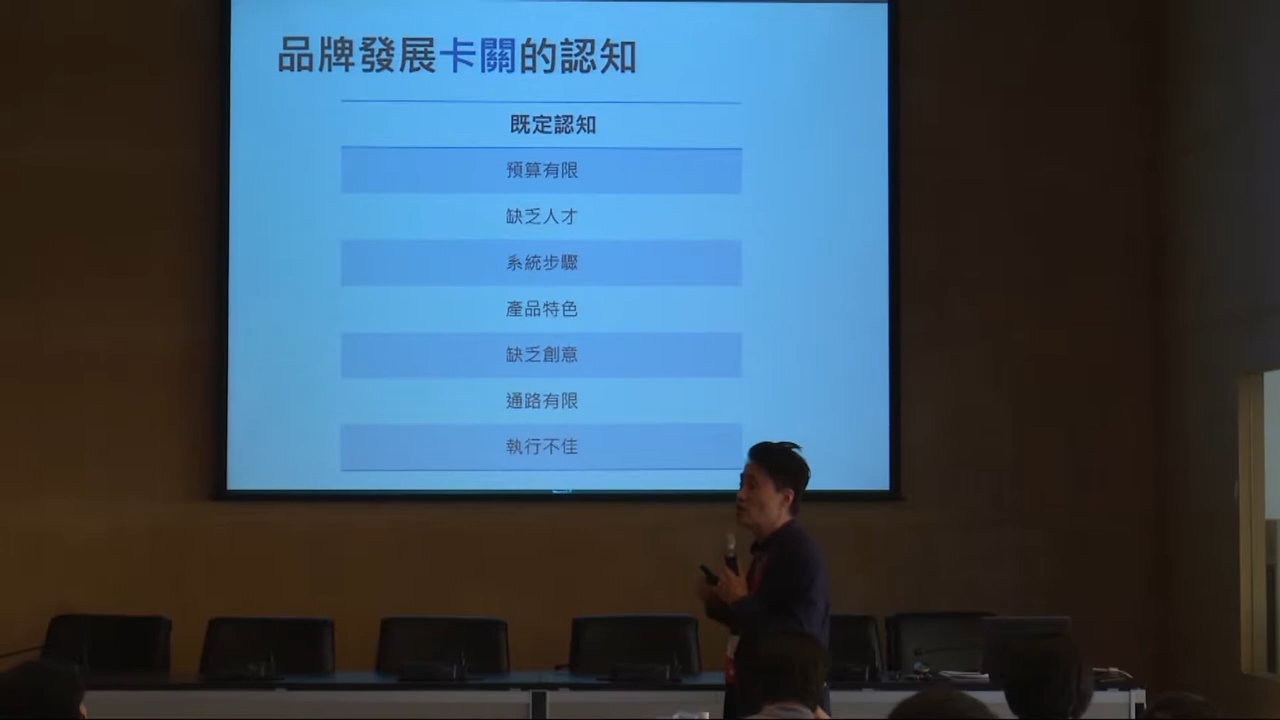 品牌發展卡關的認知
既定認知
預算有限
缺乏人才
系統步驟
產品特色
缺乏創意
通路有限
執行不佳